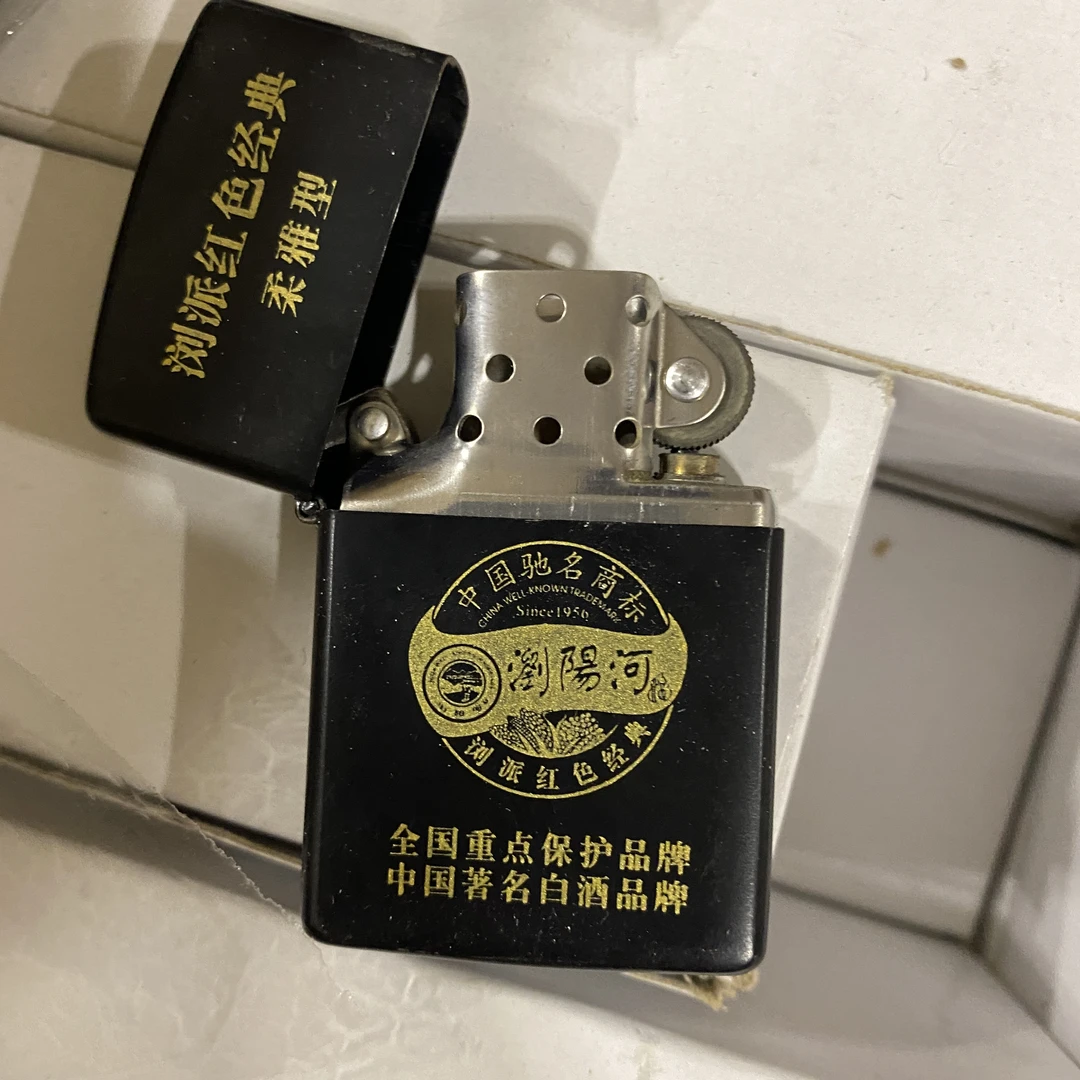 浏派红色经典
柔雅型
中国驰名商标
CHINA WELL-KNOWN TRADEMARK
Since1956
瀏陽河
浏派红色经典
全国重点保护品牌
中国著名白酒品牌